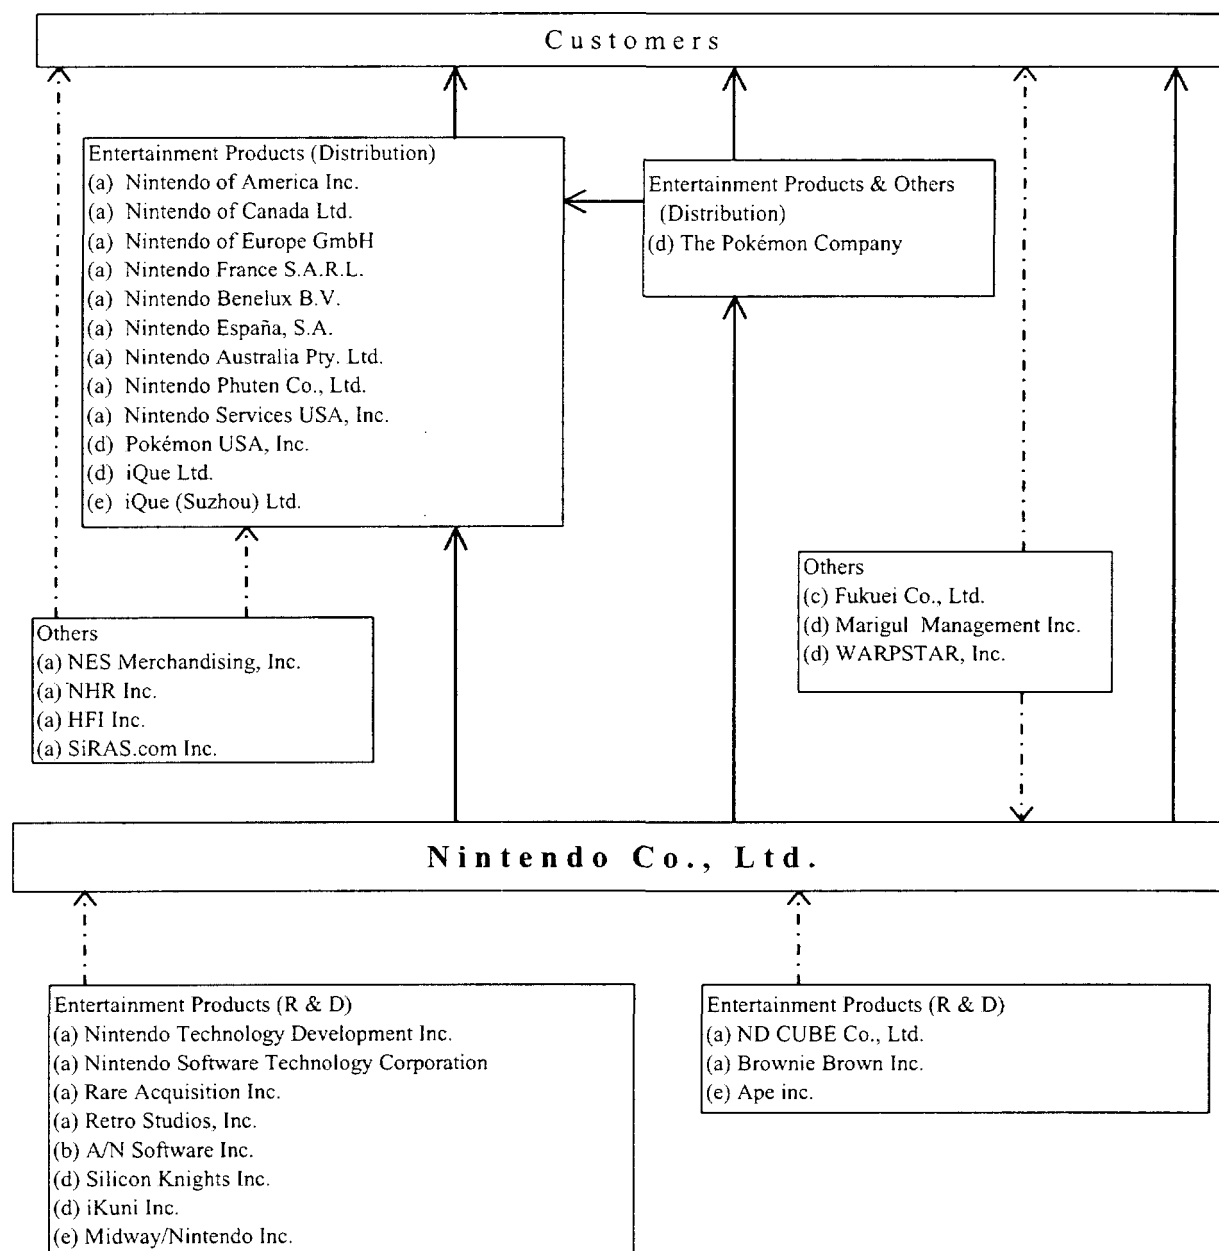 Customers
Entertainment Products (Distribution)
(a) Nintendo of America Inc.
(a) Nintendo of Canada Ltd.
(a) Nintendo of Europe GmbH
(a) Nintendo France S.A.R.L.
(a) Nintendo Benelux B.V.
(a) Nintendo España, S.A.
(a) Nintendo Australia Pty. Ltd.
(a) Nintendo Phuten Co., Ltd.
(a) Nintendo Services USA, Inc.
(d) Pokémon USA, Inc.
(d) iQue Ltd.
(e) iQue (Suzhou) Ltd.
Entertainment Products & Others
(Distribution)
(d) The Pokémon Company
Others
(c) Fukuei Co., Ltd.
(d) Marigul Management Inc.
(d) WARPSTAR, Inc.
Others
(a) NES Merchandising, Inc.
(a) NHR Inc.
(a) HFI Inc.
(a) SiRAS.com Inc.
Nintendo Co., Ltd.
Entertainment Products (R & D)
(a) Nintendo Technology Development Inc.
(a) Nintendo Software Technology Corporation
(a) Rare Acquisition Inc.
(a) Retro Studios, Inc.
(b) A/N Software Inc.
(d) Silicon Knights Inc.
(d) iKuni Inc.
(e) Midway/Nintendo Inc.
Entertainment Products (R & D)
(a) ND CUBE Co., Ltd.
(a) Brownie Brown Inc.
(e) Ape inc.